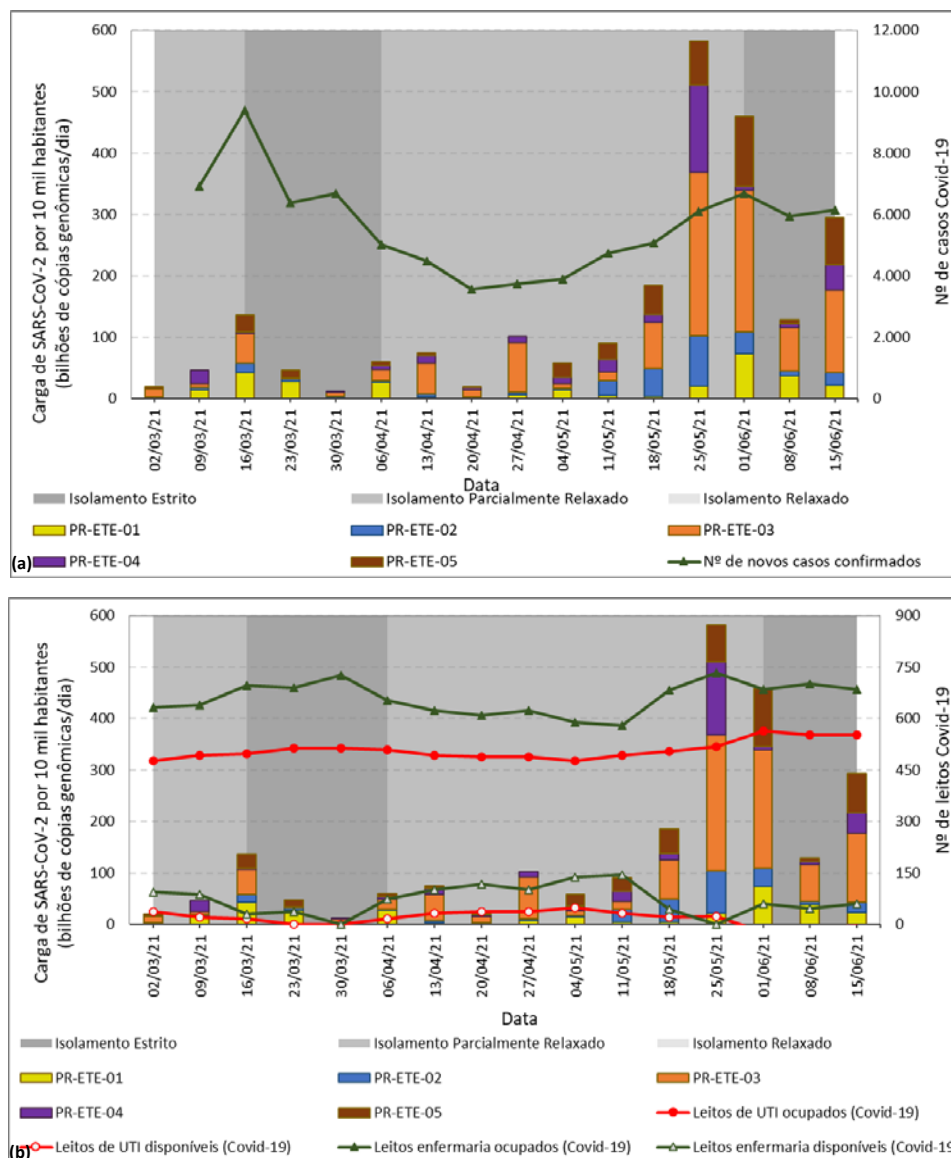 Carga de SARS-CoV-2 por 10 mil habitantes
(bilhões de cópias genômicas/dia)
600
500
400
300
200
100
0
12.000
10.000
8.000
6.000
4.000
2.000
0
Nº de casos Covid-19
02/03/21
09/03/21
16/03/21
23/03/21
30/03/21
06/04/21
13/04/21
20/04/21
27/04/21
04/05/21
11/05/21
18/05/21
25/05/21
01/06/21
08/06/21
15/06/21
Data
Isolamento Estrito
Isolamento Parcialmente Relaxado
Isolamento Relaxado
PR-ETE-01
PR-ETE-02
PR-ETE-03
PR-ETE-04
PR-ETE-05
Nº de novos casos confirmados
(a)
Carga de SARS-CoV-2 por 10 mil habitantes
(bilhões de cópias genômicas/dia)
600
500
400
300
200
100
0
900
750
600
450
300
150
0
Nº de leitos Covid-19
02/03/21
09/03/21
16/03/21
23/03/21
30/03/21
06/04/21
13/04/21
20/04/21
27/04/21
04/05/21
11/05/21
18/05/21
25/05/21
01/06/21
08/06/21
15/06/21
Data
Isolamento Estrito
Isolamento Parcialmente Relaxado
Isolamento Relaxado
PR-ETE-01
PR-ETE-02
PR-ETE-03
PR-ETE-04
PR-ETE-05
Leitos de UTI ocupados (Covid-19)
Leitos de UTI disponíveis (Covid-19)
Leitos enfermaria ocupados (Covid-19)
Leitos enfermaria disponíveis (Covid-19
(b)